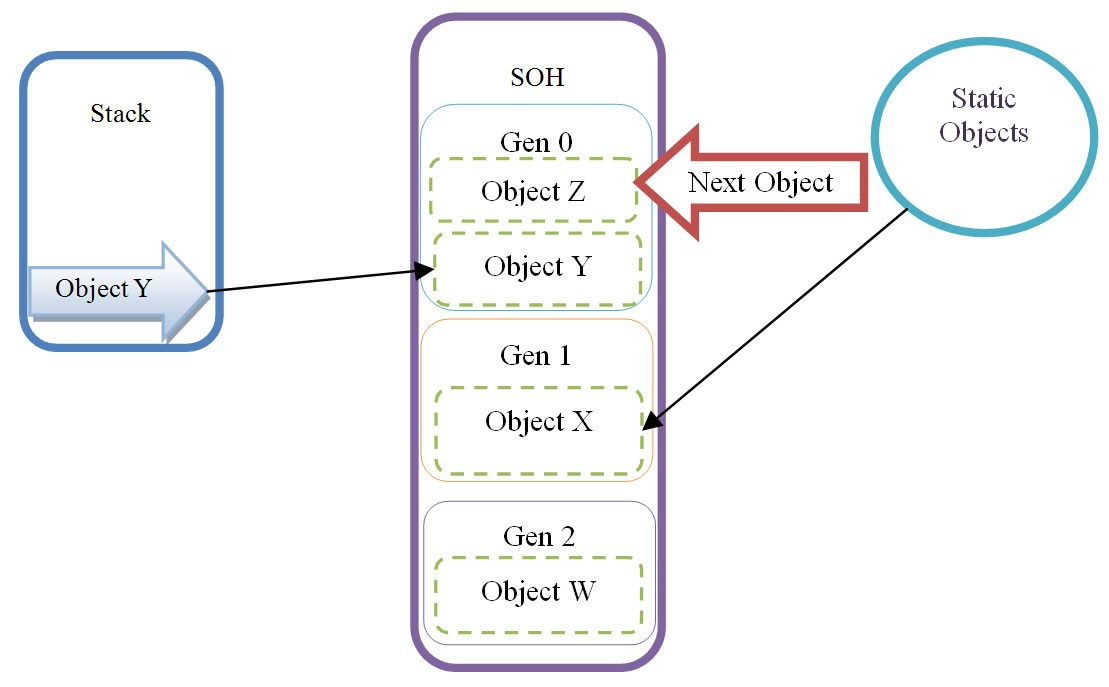 Stack
Object Y
SOH
Gen 0
Object Z
Object Y
Gen 1
Object X
Gen 2
Object W
Next Object
Static
Objects